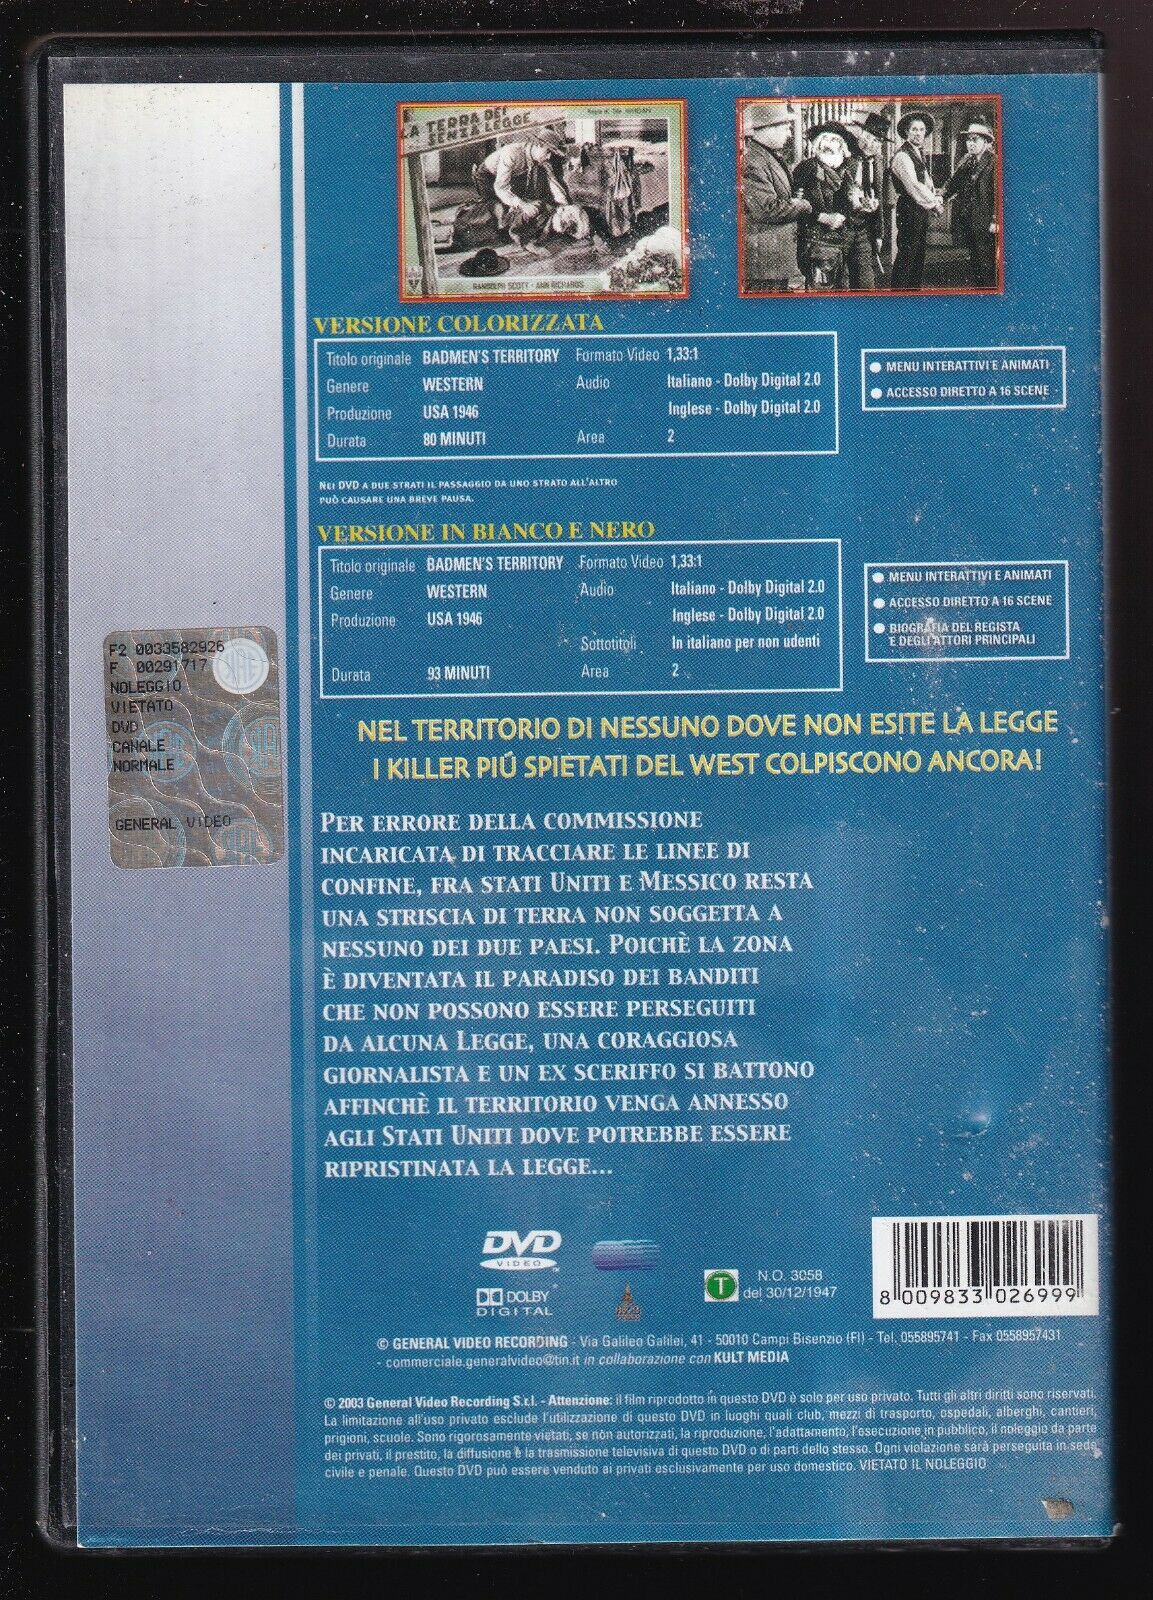 LA TERRA DEI
SENZA LEGGE
RANDOLPH SCOTT - ANN RICHARDS
VERSIONE COLORIZZATA
Titolo originale BADMEN'S TERRITORY Formato Video 1,33:1
Genere WESTERN Audio Italiano - Dolby Digital 2.0
Produzione USA 1946 Inglese - Dolby Digital 2.0
Durata 80 MINUTI Area 2
MENU INTERATTIVI E ANIMATI
ACCESSO DIRETTO A 16 SCENE
NEI DVD A DUE STRATI IL PASSAGGIO DA UNO STRATO ALL'ALTRO
PUÒ CAUSARE UNA BREVE PAUSA.
VERSIONE IN BIANCO E NERO
Titolo originale BADMEN'S TERRITORY Formato Video 1,33:1
Genere WESTERN Audio Italiano - Dolby Digital 2.0
Produzione USA 1946 Inglese - Dolby Digital 2.0
Sottotitoli In italiano per non udenti
Durata 93 MINUTI Area 2
MENU INTERATTIVI E ANIMATI
ACCESSO DIRETTO A 16 SCENE
BIOGRAFIA DEL REGISTA
E DEGLI ATTORI PRINCIPALI
F2 0033582926
F 00291717
NOLEGGIO
VIETATO
DVD
CANALE
NORMALE
GENERAL VIDEO
NEL TERRITORIO DI NESSUNO DOVE NON ESITE LA LEGGE
I KILLER PIÚ SPIETATI DEL WEST COLPISCONO ANCORA!
PER ERRORE DELLA COMMISSIONE
INCARICATA DI TRACCIARE LE LINEE DI
CONFINE, FRA STATI UNITI E MESSICO RESTA
UNA STRISCIA DI TERRA NON SOGGETTA A
NESSUNO DEI DUE PAESI. POICHÈ LA ZONA
È DIVENTATA IL PARADISO DEI BANDITI
CHE NON POSSONO ESSERE PERSEGUITI
DA ALCUNA LEGGE, UNA CORAGGIOSA
GIORNALISTA E UN EX SCERIFFO SI BATTONO
AFFINCHÈ IL TERRITORIO VENGA ANNESSO
AGLI STATI UNITI DOVE POTREBBE ESSERE
RIPRISTINATA LA LEGGE...
DVD
VIDEO
DOLBY
DIGITAL
T
N.O. 3058
del 30/12/1947
8 009833 026999
© GENERAL VIDEO RECORDING - Via Galileo Galilei, 41 - 50010 Campi Bisenzio (FI) - Tel. 055895741 - Fax 0558957431
- commerciale.generalvideo@tin.it in collaborazione con KULT MEDIA
© 2003 General Video Recording S.r.l. - Attenzione: il film riprodotto in questo DVD è solo per uso privato. Tutti gli altri diritti sono riservati.
La limitazione all'uso privato esclude l'utilizzazione di questo DVD in luoghi quali club, mezzi di trasporto, ospedali, alberghi, cantieri,
prigioni, scuole. Sono rigorosamente vietati, se non autorizzati, la riproduzione, l'adattamento, l'esecuzione in pubblico, il noleggio da parte
dei privati, il prestito, la diffusione e la trasmissione televisiva di questo DVD o di parti dello stesso. Ogni violazione sarà perseguita in sede
civile e penale. Questo DVD può essere venduto ai privati esclusivamente per uso domestico. VIETATO IL NOLEGGIO